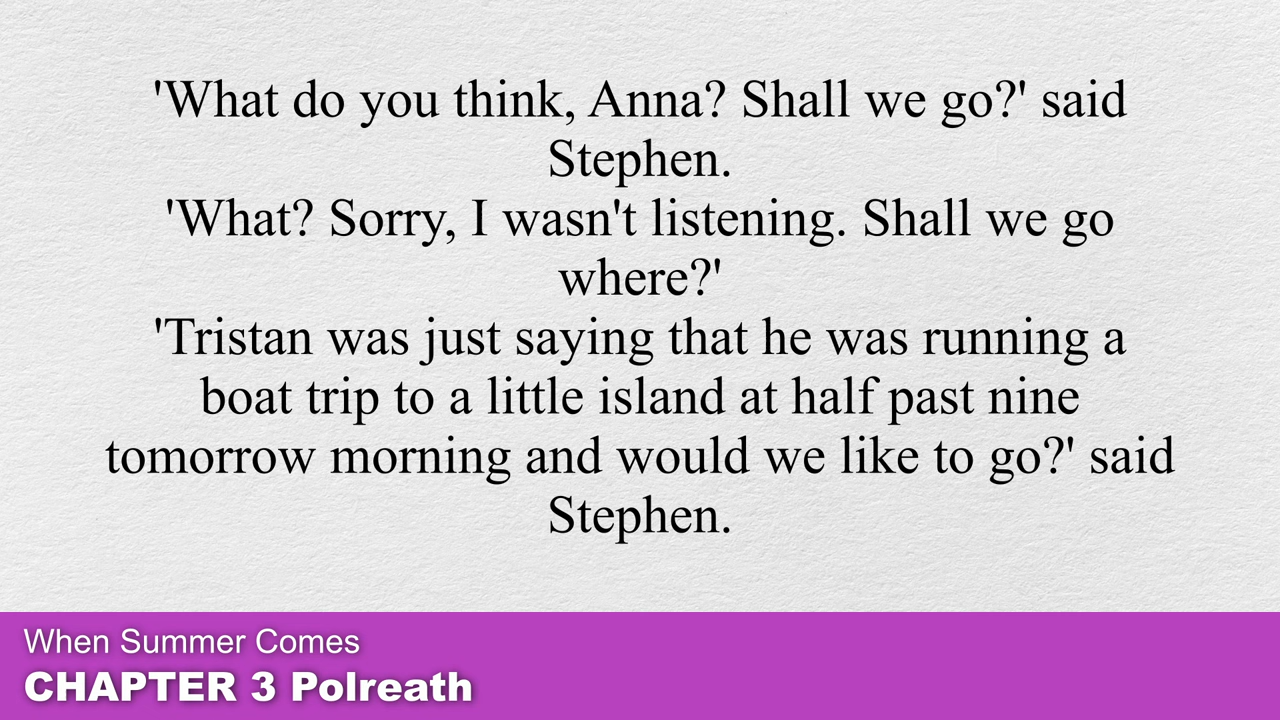 'What do you think, Anna? Shall we go?' said
Stephen.
'What? Sorry, I wasn't listening. Shall we go
where?'
'Tristan was just saying that he was running a
boat trip to a little island at half past nine
tomorrow morning and would we like to go?' said
Stephen.
When Summer Comes
CHAPTER 3 Polreath